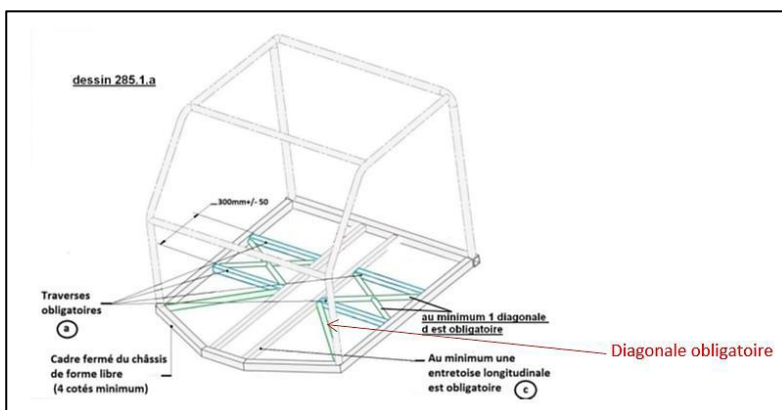 dessin 285.1.a
300mm+/- 50
Traverses
obligatoires
a
au minimum 1 diagonale
d est obligatoire
Diagonale obligatoire
Cadre fermé du châssis
de forme libre
(4 cotés minimum)
Au minimum une
entretoise longitudinale
est obligatoire c